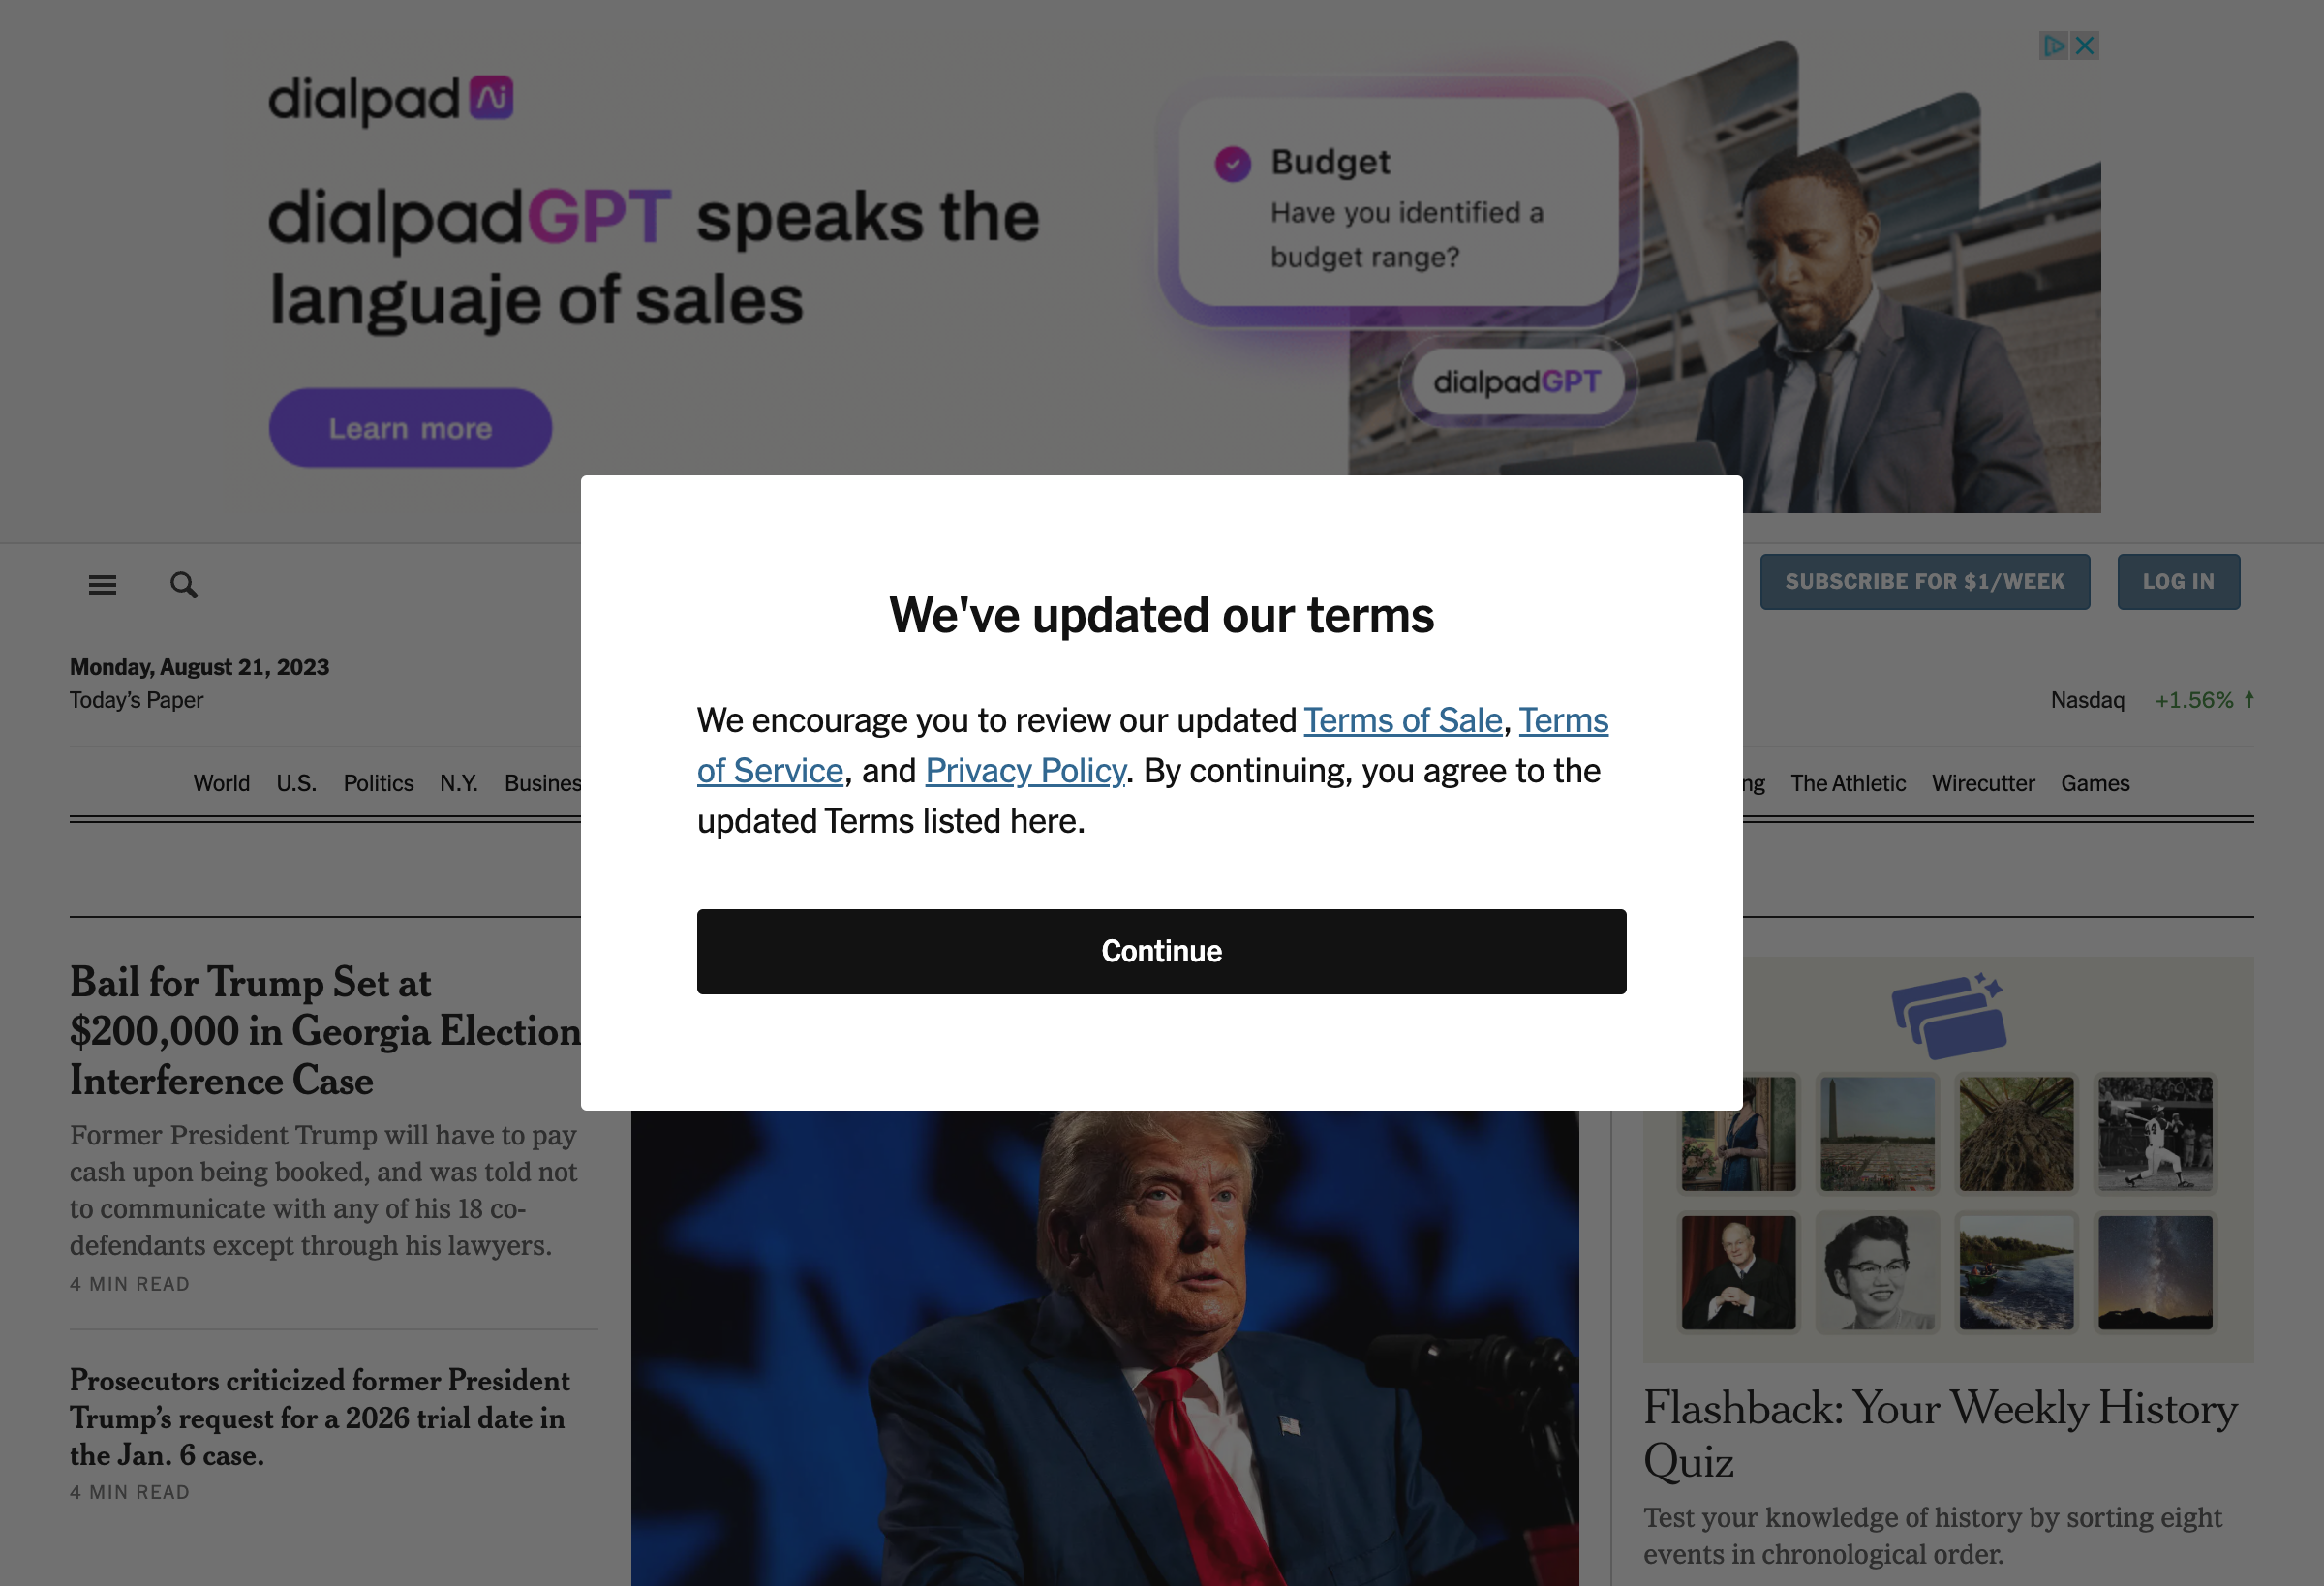 dialpad Ai
dialpadGPT speaks the
languaje of sales
Learn more
Budget
Have you identified a
budget range?
dialpadGPT
SUBSCRIBE FOR $1/WEEK
LOG IN
Monday, August 21, 2023
Today's Paper
Nasdaq +1.56% ↑
World U.S. Politics N.Y. Busines
ng The Athletic Wirecutter Games
We've updated our terms
We encourage you to review our updated Terms of Sale, Terms
of Service, and Privacy Policy. By continuing, you agree to the
updated Terms listed here.
Continue
Bail for Trump Set at
$200,000 in Georgia Election
Interference Case
Former President Trump will have to pay
cash upon being booked, and was told not
to communicate with any of his 18 co-
defendants except through his lawyers.
4 MIN READ
Prosecutors criticized former President
Trump's request for a 2026 trial date in
the Jan. 6 case.
4 MIN READ
Flashback: Your Weekly History
Quiz
Test your knowledge of history by sorting eight
events in chronological order.